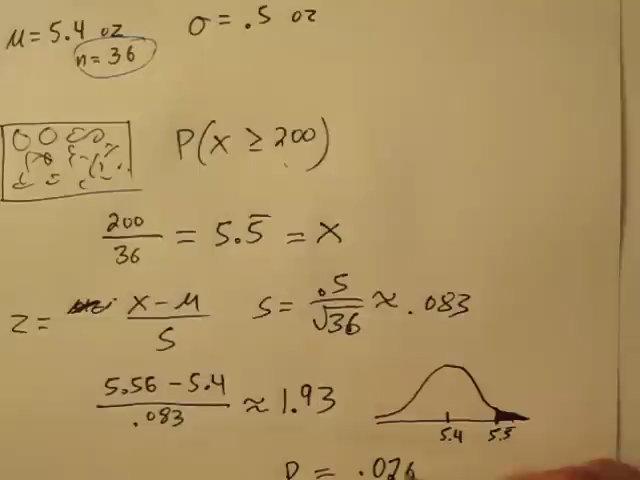 μ = 5.4 oz   σ = .5 oz
n = 36
P(X ≥ 200)
200/36 = 5.5̅ = X
z = (X - μ)/S   S = .5/√36 ≈ .083
(5.56 - 5.4)/.083 ≈ 1.93
5.4   5.5̅
P = .026